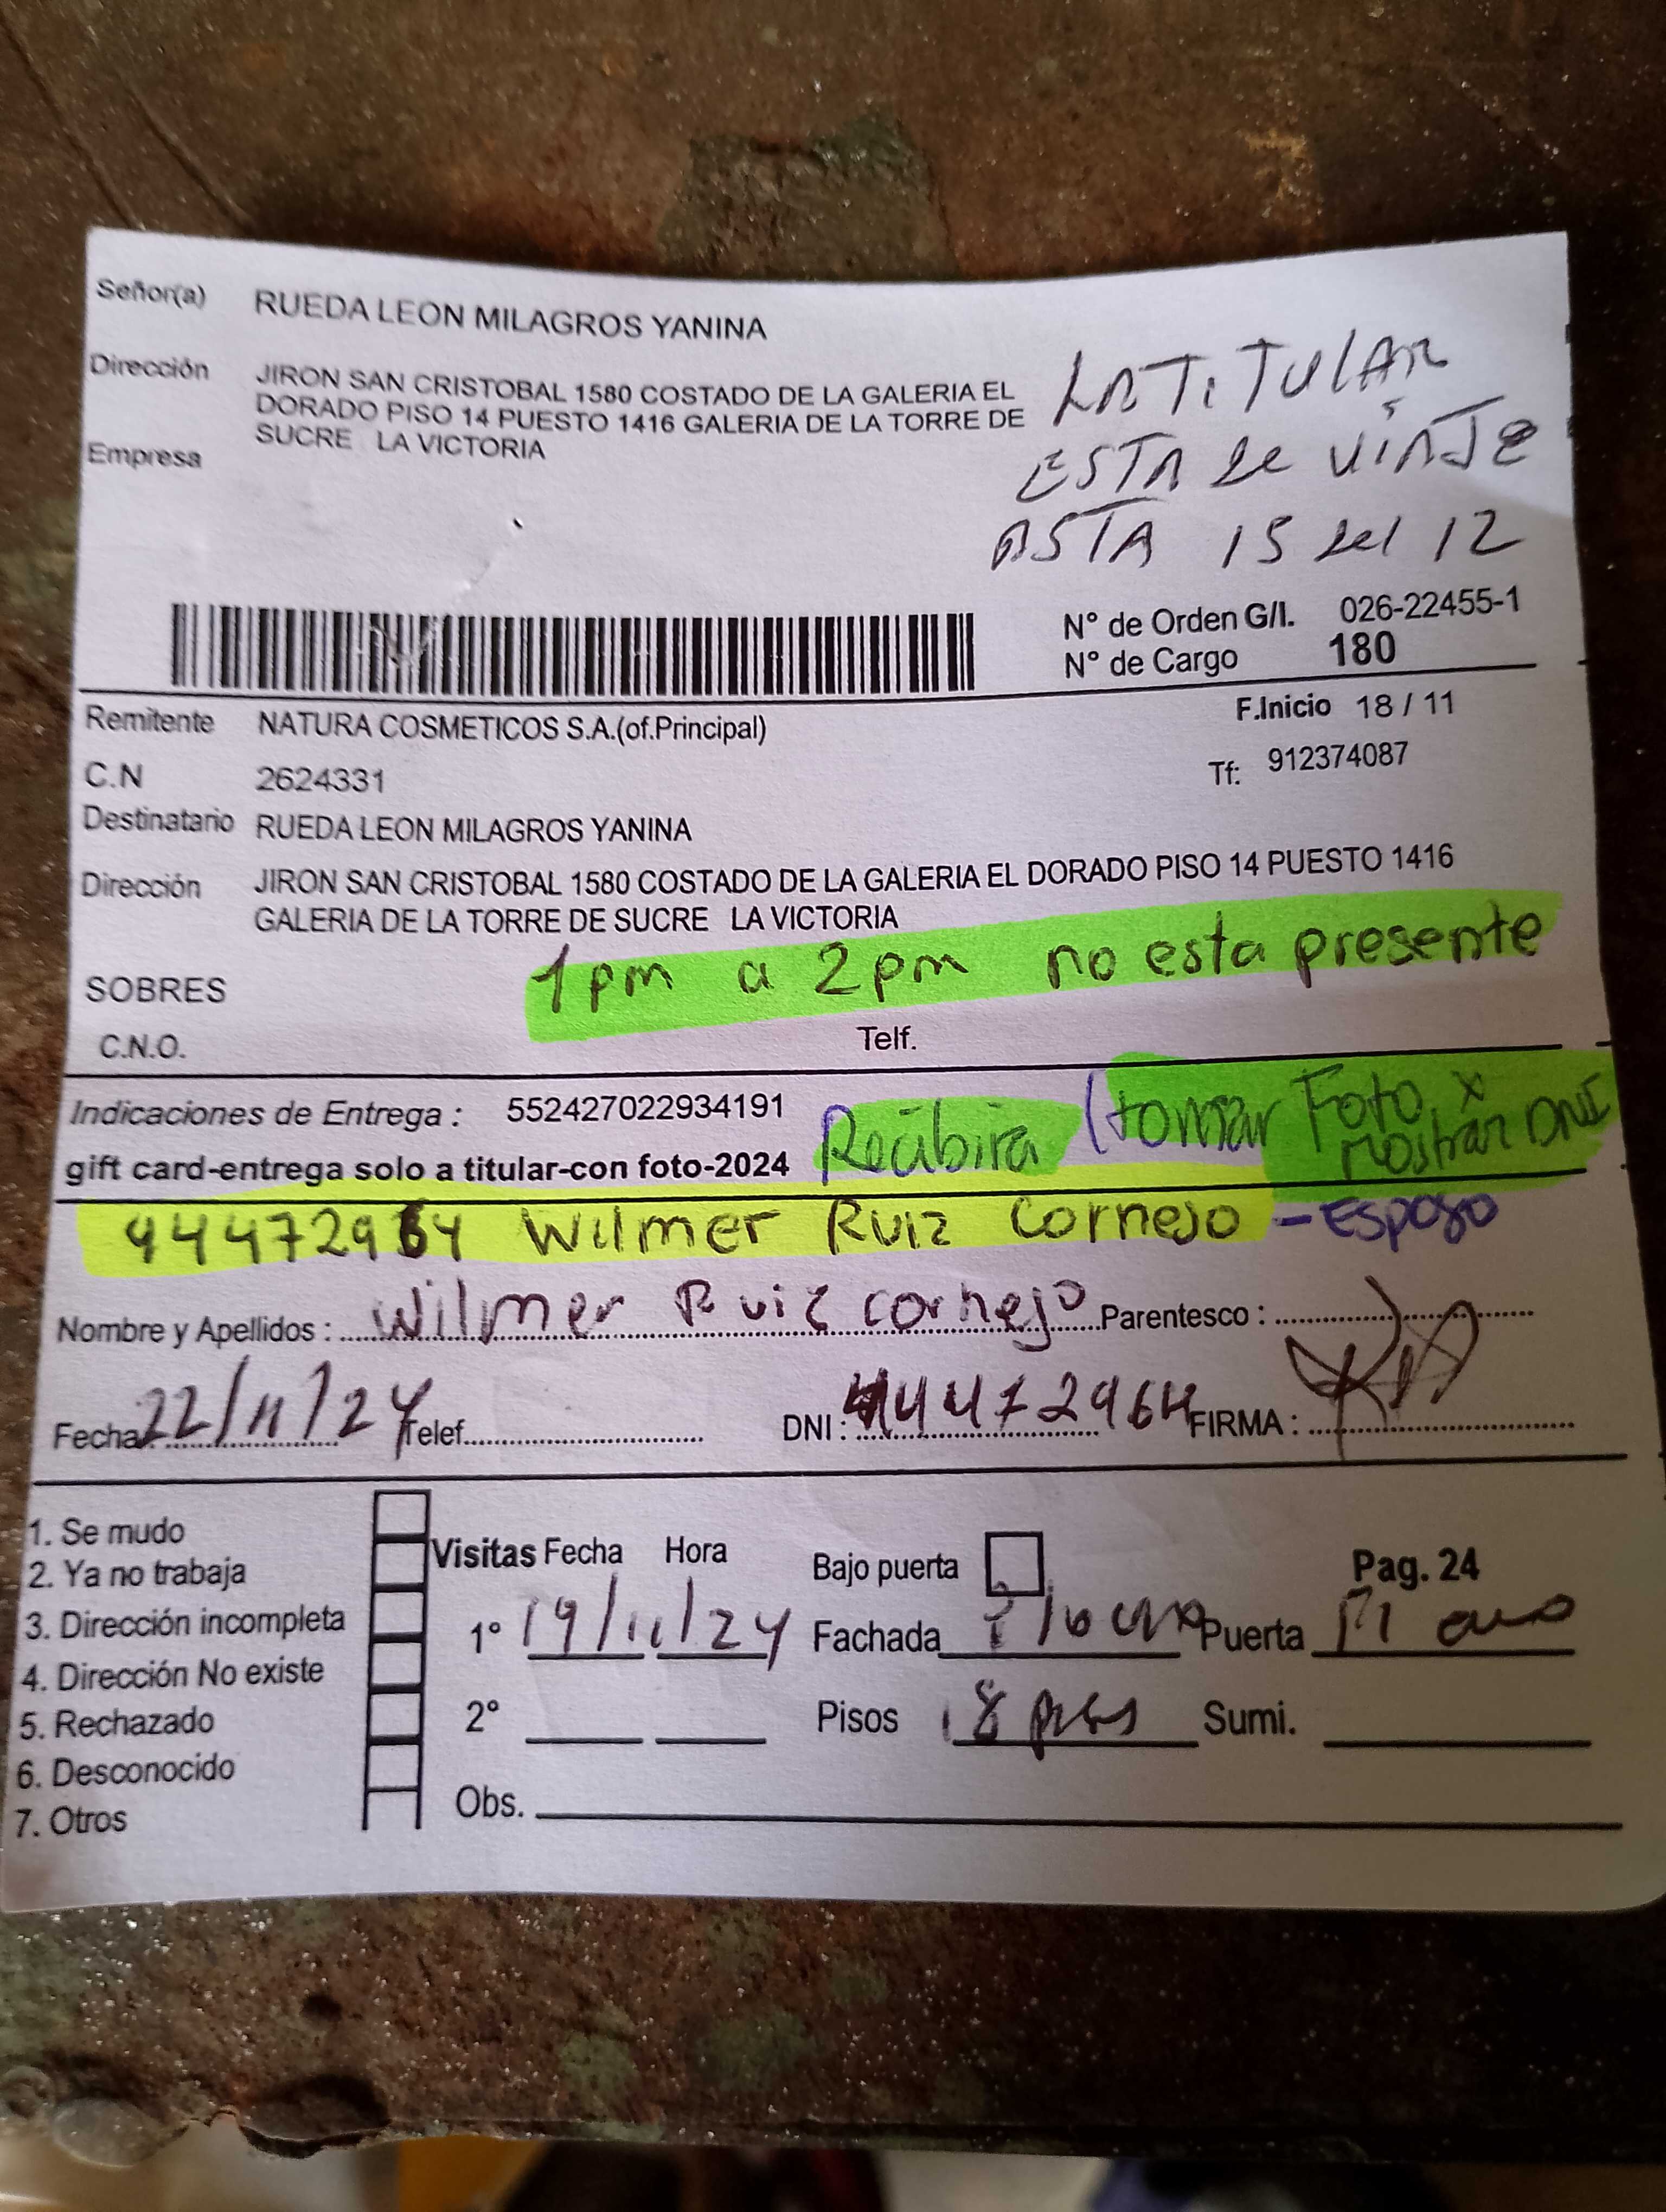 Señor(a) RUEDA LEON MILAGROS YANINA
Dirección JIRON SAN CRISTOBAL 1580 COSTADO DE LA GALERIA EL
DORADO PISO 14 PUESTO 1416 GALERIA DE LA TORRE DE
SUCRE LA VICTORIA
Empresa
LA TITULAR
ESTA de VIAJE
ASTA 15 del 12
N° de Orden G/I. 026-22455-1
N° de Cargo 180
Remitente NATURA COSMETICOS S.A.(of.Principal)
F.Inicio 18 / 11
C.N 2624331
Tf: 912374087
Destinatario RUEDA LEON MILAGROS YANINA
Dirección JIRON SAN CRISTOBAL 1580 COSTADO DE LA GALERIA EL DORADO PISO 14 PUESTO 1416
GALERIA DE LA TORRE DE SUCRE LA VICTORIA
1pm a 2pm no esta presente
SOBRES
C.N.O. Telf.
Indicaciones de Entrega : 552427022934191
Recibira (tomar Foto x
mostrar DNI
gift card-entrega solo a titular-con foto-2024
44472964 Wilmer Ruiz Cornejo - Esposo
Nombre y Apellidos : Wilmer Ruiz cornejo Parentesco :
Fecha: 22/11/24 Telef. DNI : 44472964 FIRMA :
1. Se mudo
2. Ya no trabaja
3. Dirección incompleta
4. Dirección No existe
5. Rechazado
6. Desconocido
7. Otros
Visitas Fecha Hora
1° 19/11/24
2°
Obs.
Bajo puerta Pag. 24
Fachada Puerta
Pisos 18 Sumi.